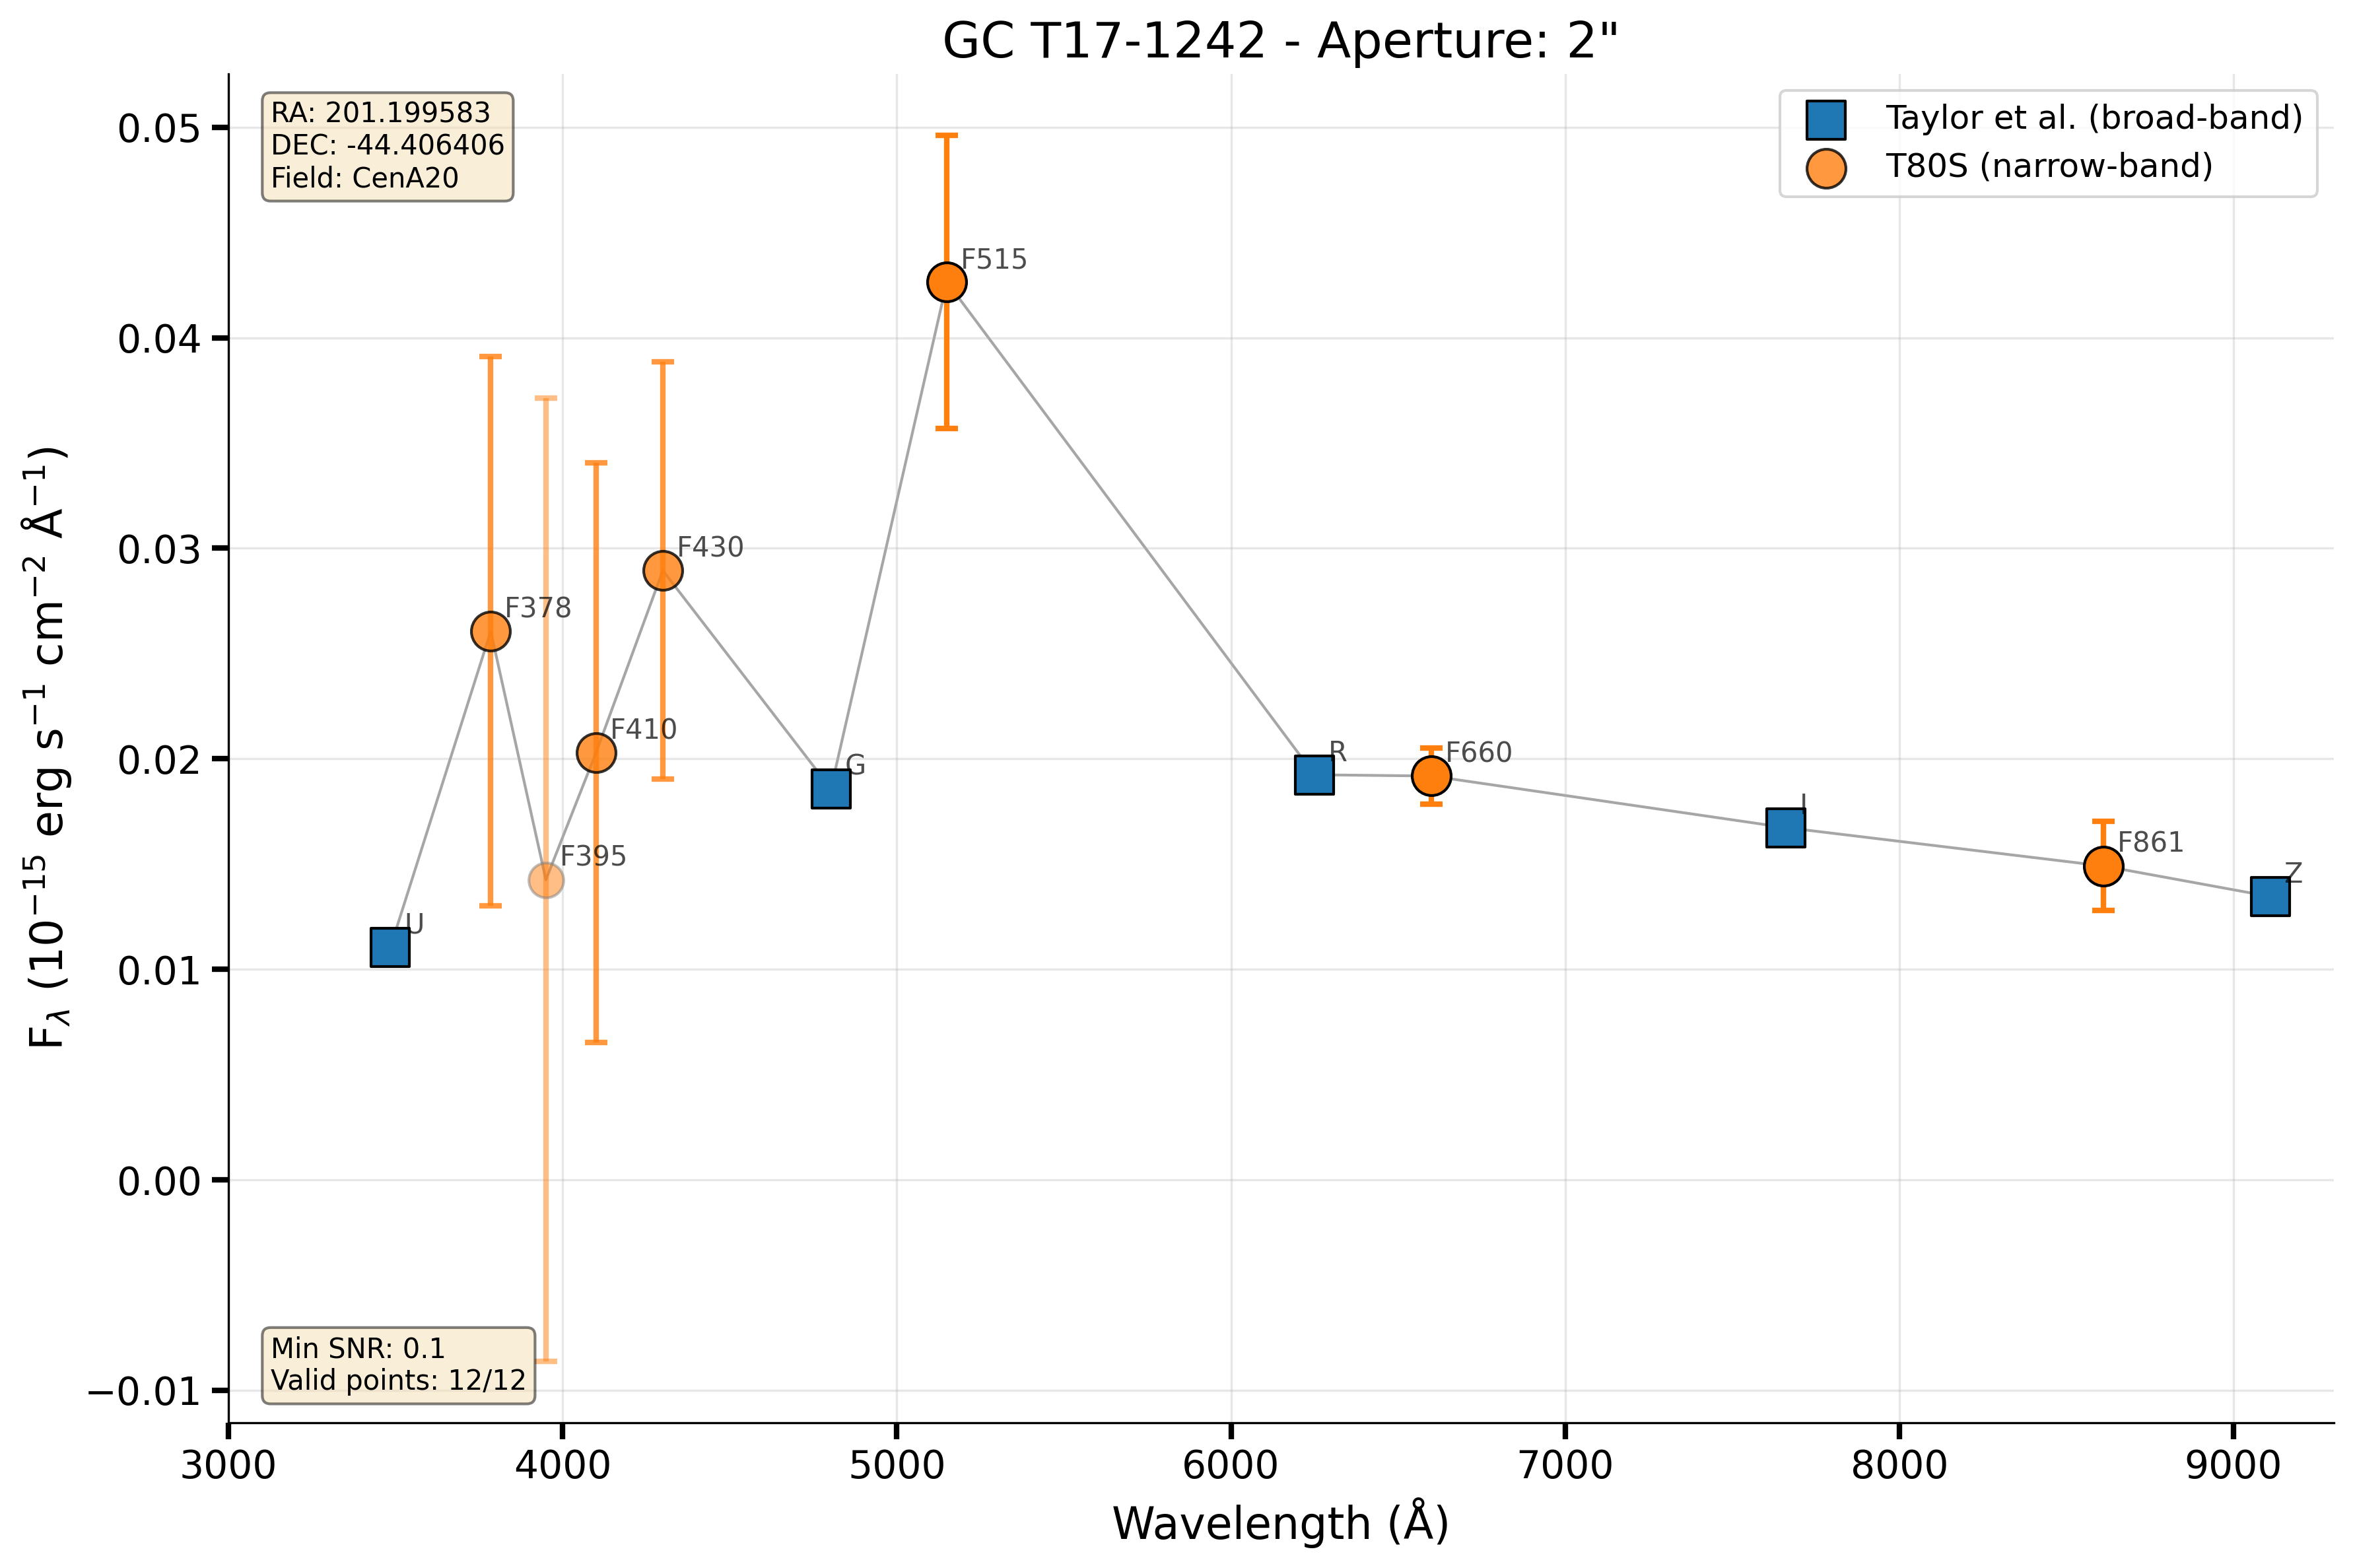 GC T17-1242 - Aperture: 2"
RA: 201.199583
DEC: -44.406406
Field: CenA20
Taylor et al. (broad-band)
T80S (narrow-band)
0.05
0.04
0.03
0.02
0.01
0.00
−0.01
F$_λ$ (10$^{−15}$ erg s$^{−1}$ cm$^{−2}$ Å$^{−1}$)
F515
F430
F378
F410
G
R
F660
I
F395
F861
Z
U
Min SNR: 0.1
Valid points: 12/12
3000 4000 5000 6000 7000 8000 9000
Wavelength (Å)